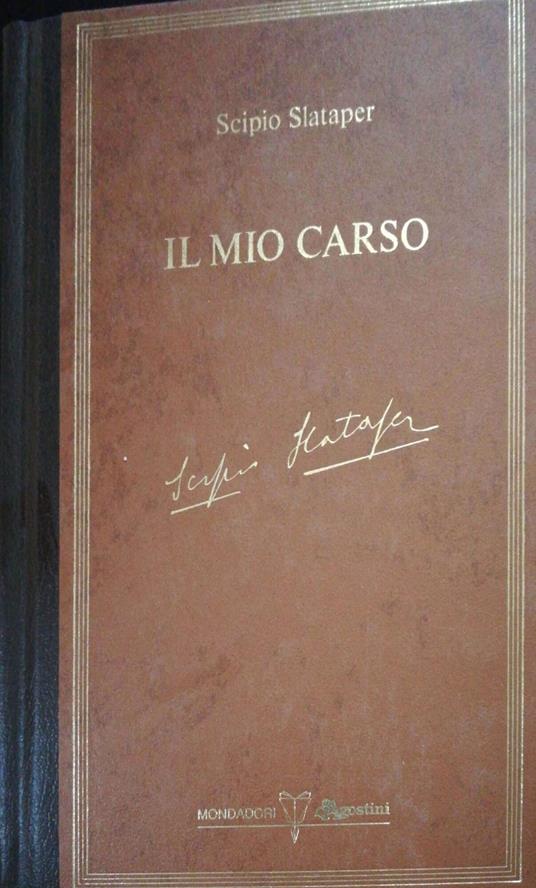 Scipio Slataper
IL MIO CARSO
Scipio Slataper
MONDADORI Agostini